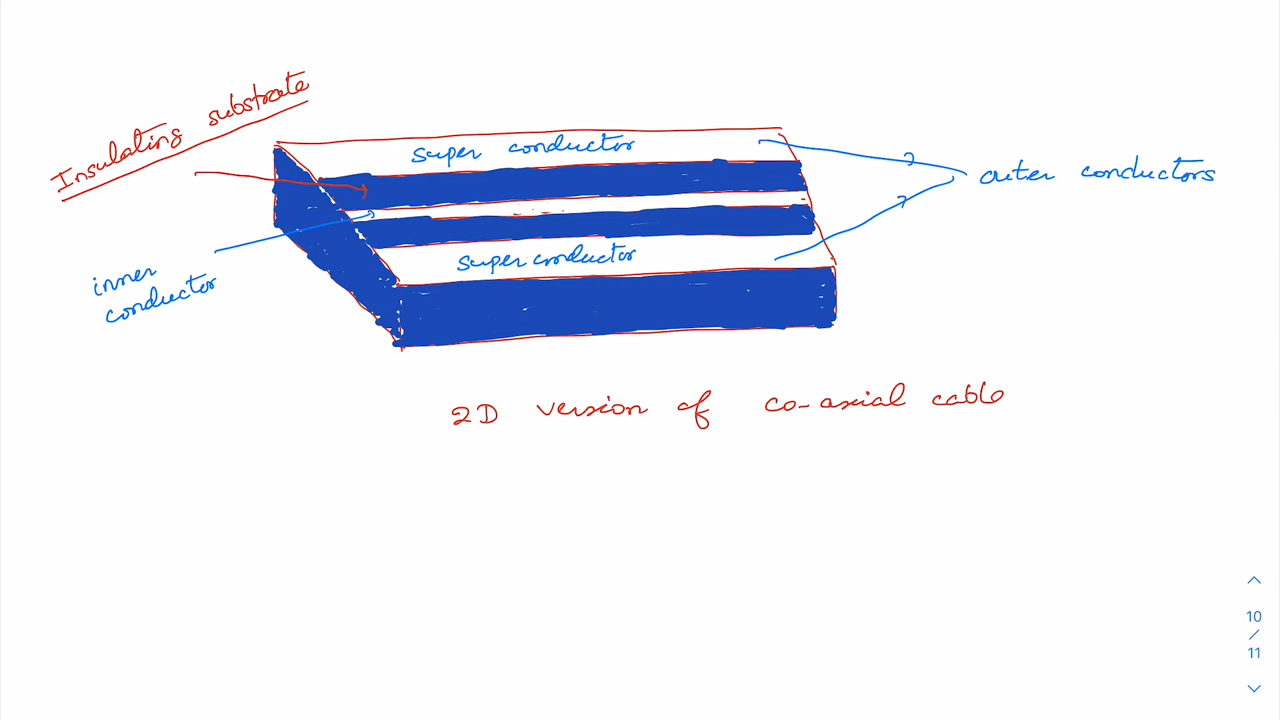 Insulating substrate
super conductor
outer conductors
inner
conductor
super conductor
2D version of co-axial cable
10
/
11